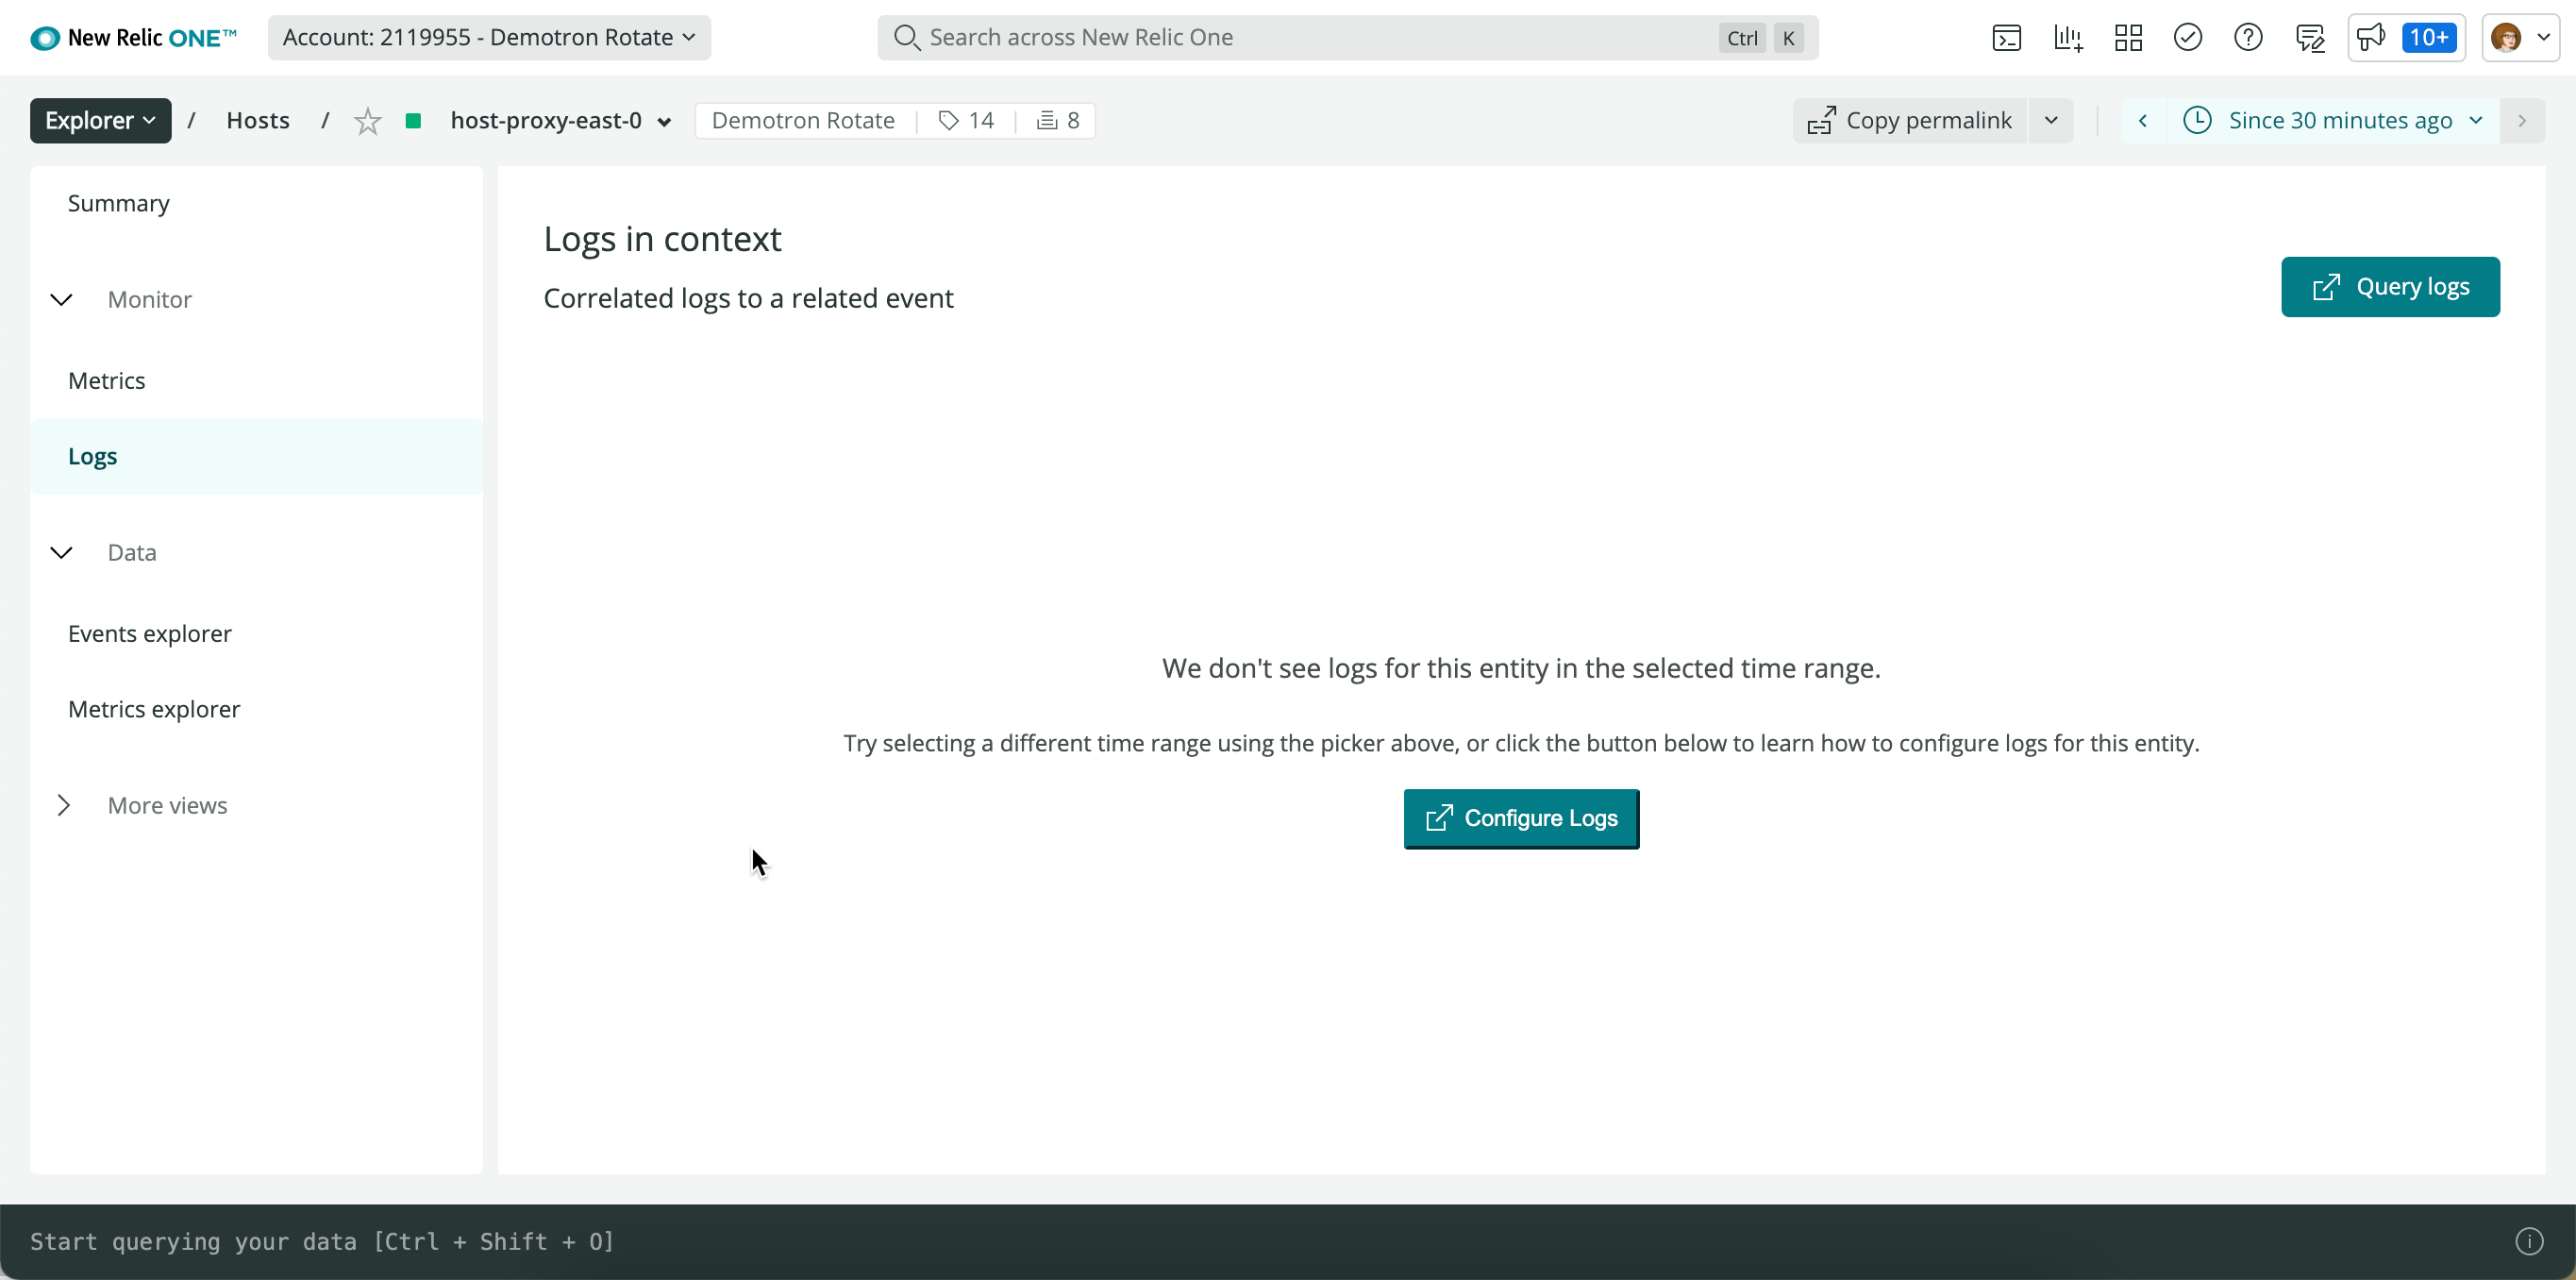 New Relic ONE™ Account: 2119955 - Demotron Rotate Search across New Relic One Ctrl K 10+
Explorer / Hosts / host-proxy-east-0 Demotron Rotate 14 8 Copy permalink Since 30 minutes ago
Summary
Monitor
Metrics
Logs
Data
Events explorer
Metrics explorer
More views
Logs in context
Correlated logs to a related event
Query logs
We don't see logs for this entity in the selected time range.
Try selecting a different time range using the picker above, or click the button below to learn how to configure logs for this entity.
Configure Logs
Start querying your data [Ctrl + Shift + O]